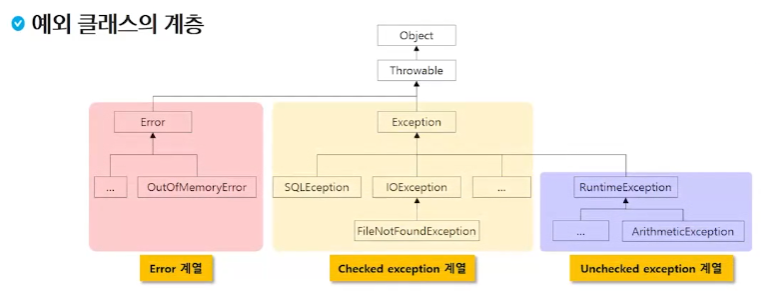 예외 클래스의 계층
Object
Throwable
Error
Exception
...
OutOfMemoryError
SQLEception
IOException
...
RuntimeException
FileNotFoundException
...
ArithmeticException
Error 계열
Checked exception 계열
Unchecked exception 계열